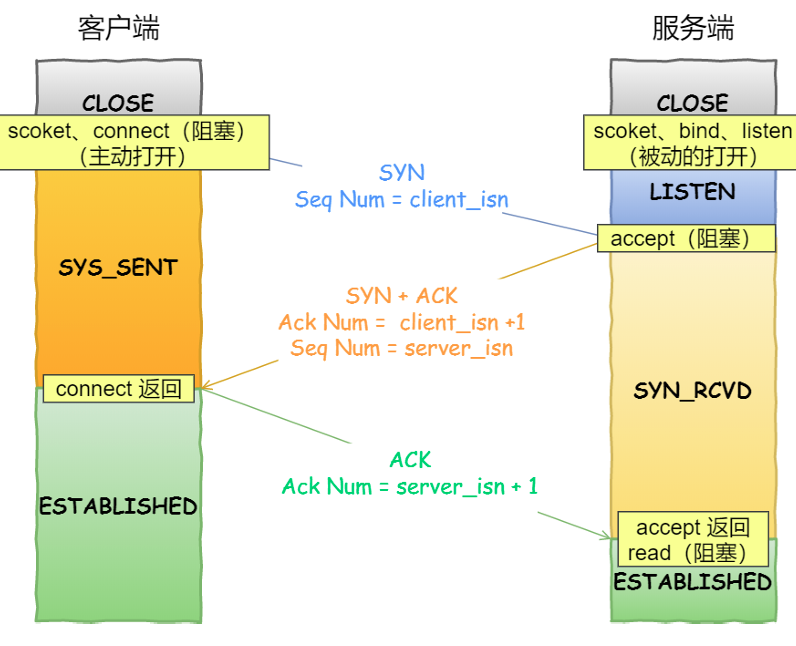 客户端
服务端
CLOSE
CLOSE
scoket、connect（阻塞）
（主动打开）
scoket、bind、listen
（被动的打开）
SYN
Seq Num = client_isn
LISTEN
accept（阻塞）
SYS_SENT
SYN + ACK
Ack Num = client_isn +1
Seq Num = server_isn
connect 返回
SYN_RCVD
ACK
Ack Num = server_isn + 1
ESTABLISHED
accept 返回
read（阻塞）
ESTABLISHED